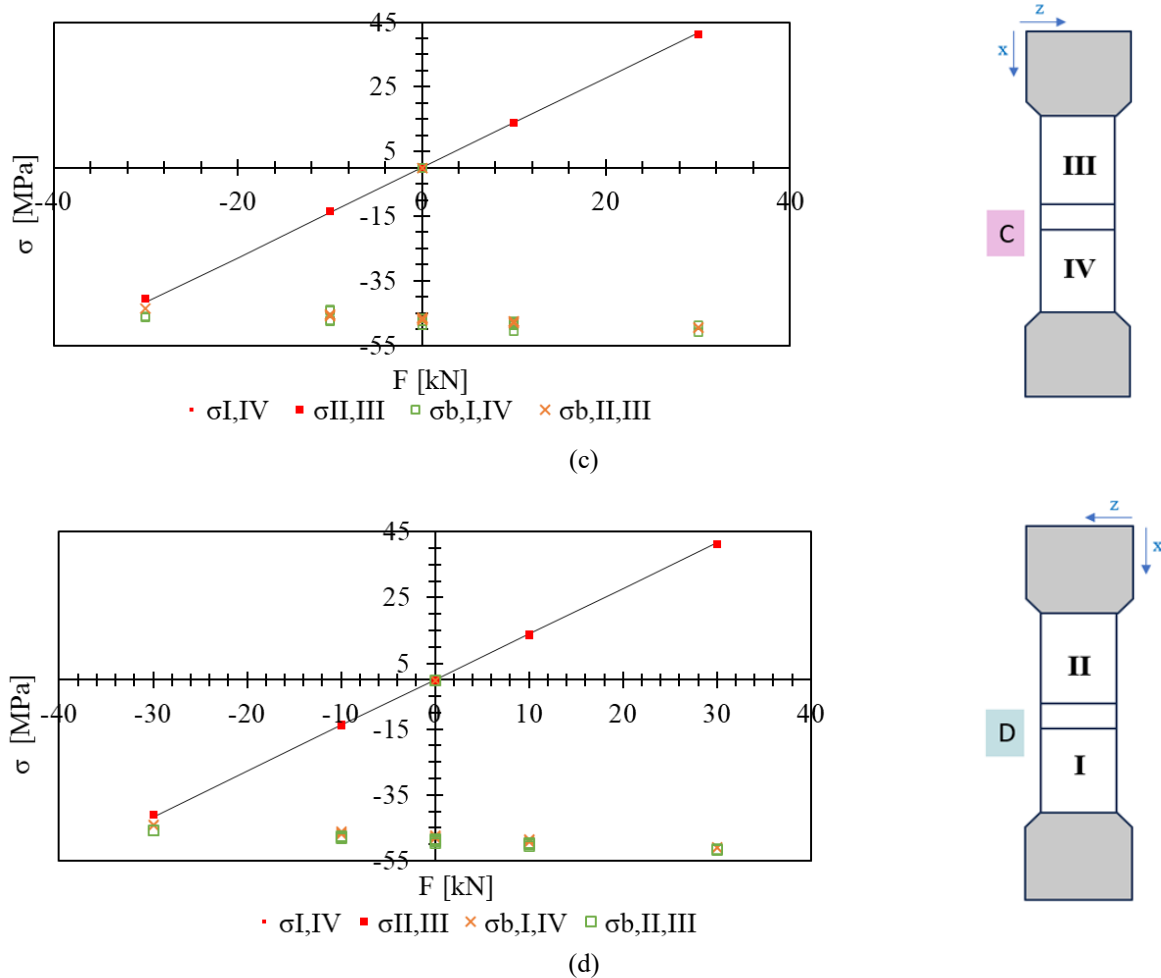 45
25
5
-40
-20
0
20
40
-15
-35
-55
σ [MPa]
F [kN]
σI,IV σII,III σb,I,IV σb,II,III
z
x
III
C
IV
(c)
45
25
5
-40
-30
-20
-10
0
10
20
30
40
-15
-35
-55
σ [MPa]
F [kN]
σI,IV σII,III σb,I,IV σb,II,III
z
x
II
D
I
(d)